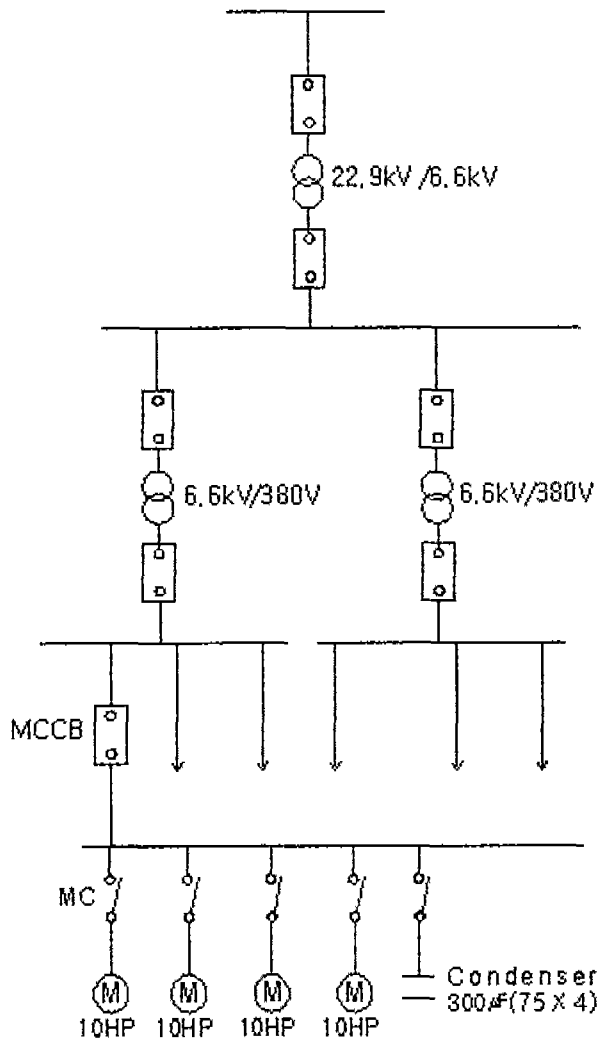 22.9kV/6.6kV
6.6kV/380V
6.6kV/380V
MCCB
MC
M
M
M
M
10HP
10HP
10HP
10HP
Condenser
300㎌(75 X 4)